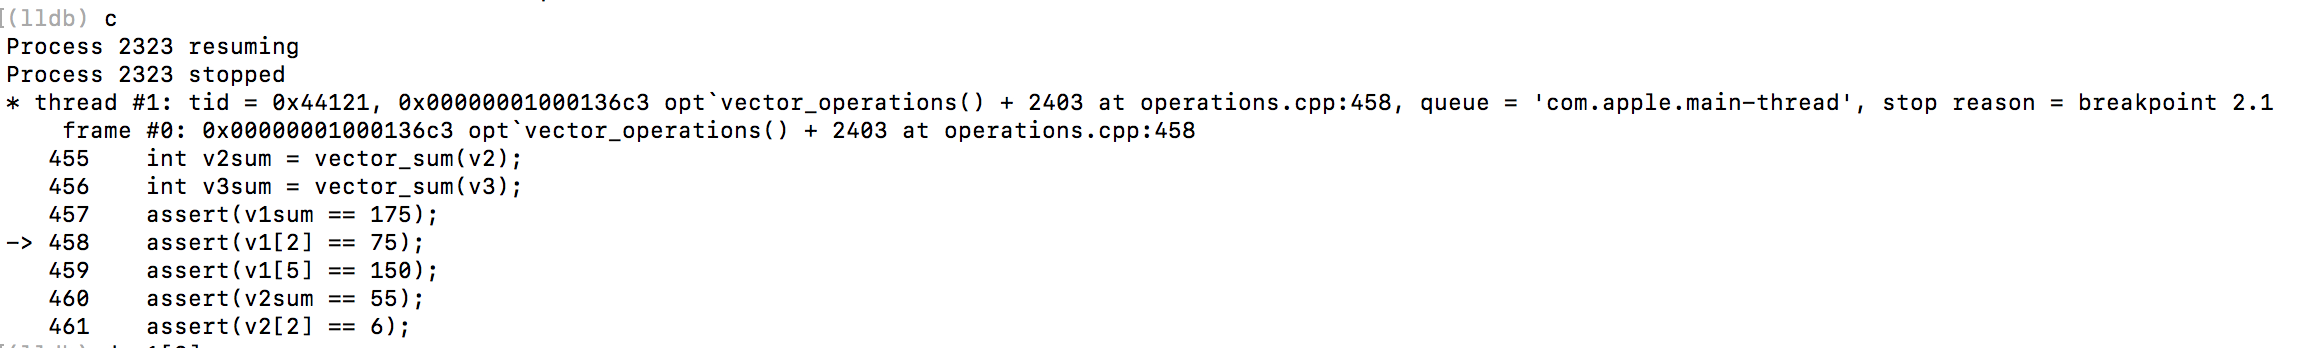 (lldb) c
Process 2323 resuming
Process 2323 stopped
* thread #1: tid = 0x44121, 0x00000001000136c3 opt`vector_operations() + 2403 at operations.cpp:458, queue = 'com.apple.main-thread', stop reason = breakpoint 2.1
    frame #0: 0x00000001000136c3 opt`vector_operations() + 2403 at operations.cpp:458
   455    int v2sum = vector_sum(v2);
   456    int v3sum = vector_sum(v3);
   457    assert(v1sum == 175);
-> 458    assert(v1[2] == 75);
   459    assert(v1[5] == 150);
   460    assert(v2sum == 55);
   461    assert(v2[2] == 6);